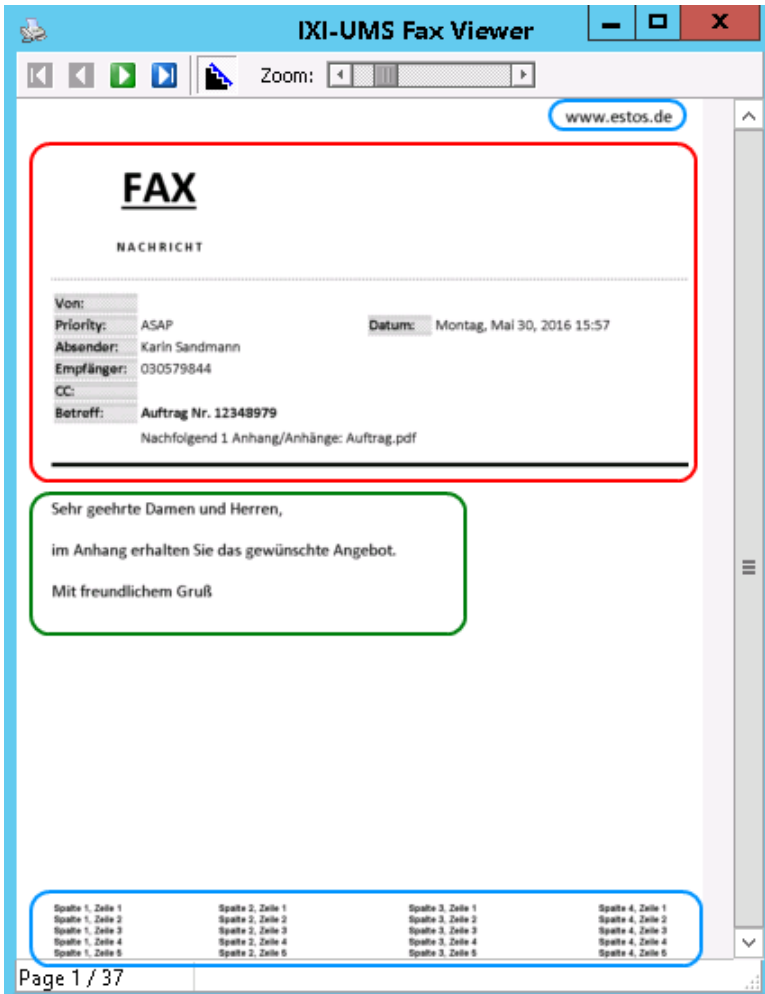 IXI-UMS Fax Viewer
Zoom:
www.estos.de
FAX
NACHRICHT
Von:
Priority: ASAP Datum: Montag, Mai 30, 2016 15:57
Absender: Karin Sandmann
Empfänger: 030579844
CC:
Betreff: Auftrag Nr. 12348979
Nachfolgend 1 Anhang/Anhänge: Auftrag.pdf
Sehr geehrte Damen und Herren,
im Anhang erhalten Sie das gewünschte Angebot.
Mit freundlichem Gruß
Spalte 1, Zeile 1 Spalte 2, Zeile 1 Spalte 3, Zeile 1 Spalte 4, Zeile 1
Spalte 1, Zeile 2 Spalte 2, Zeile 2 Spalte 3, Zeile 2 Spalte 4, Zeile 2
Spalte 1, Zeile 3 Spalte 2, Zeile 3 Spalte 3, Zeile 3 Spalte 4, Zeile 3
Spalte 1, Zeile 4 Spalte 2, Zeile 4 Spalte 3, Zeile 4 Spalte 4, Zeile 4
Spalte 1, Zeile 5 Spalte 2, Zeile 5 Spalte 3, Zeile 5 Spalte 4, Zeile 5
Page 1 / 37